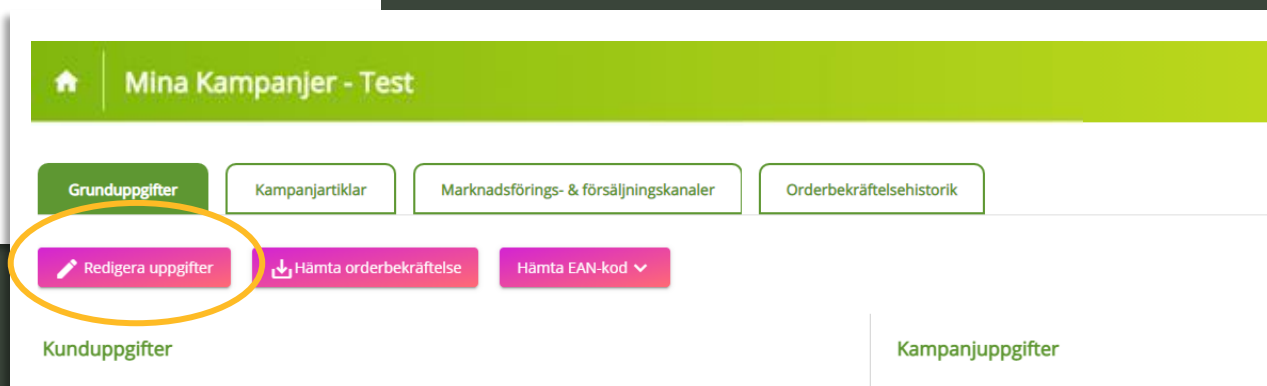 Mina Kampanjer - Test
Grunduppgifter Kampanjartiklar Marknadsförings- & försäljningskanaler Orderbekräftelsehistorik
Redigera uppgifter Hämta orderbekräftelse Hämta EAN-kod
Kunduppgifter Kampanjuppgifter